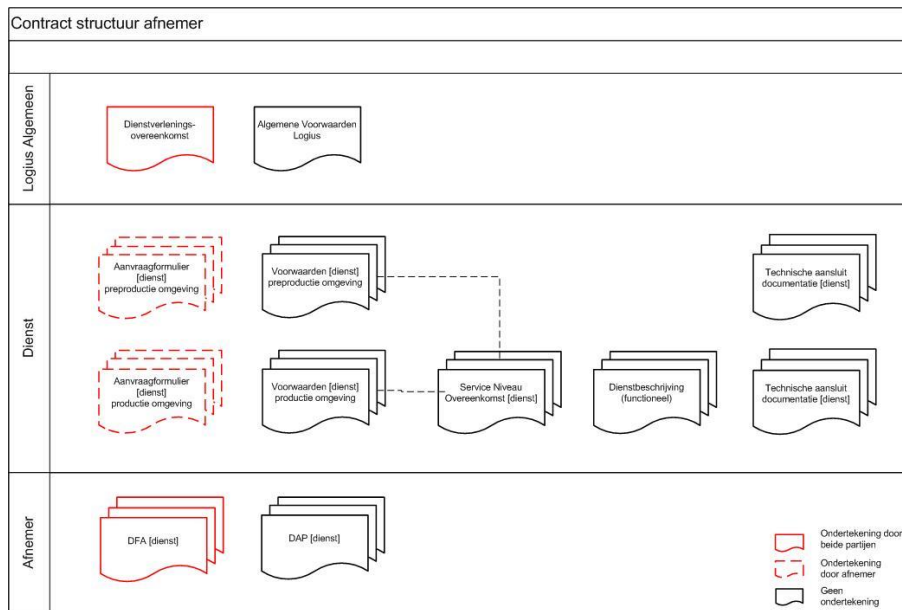 Contract structuur afnemer
Logius Algemeen
Dienstverlenings-
overeenkomst
Algemene Voorwaarden
Logius
Dienst
Aanvraagformulier
[dienst]
preproductie omgeving
Voorwaarden [dienst]
preproductie omgeving
Technische aansluit
documentatie [dienst]
Aanvraagformulier
[dienst]
productie omgeving
Voorwaarden [dienst]
productie omgeving
Service Niveau
Overeenkomst [dienst]
Dienstbeschrijving
(functioneel)
Technische aansluit
documentatie [dienst]
Afnemer
DFA [dienst]
DAP [dienst]
Ondertekening door
beide partijen
Ondertekening
door afnemer
Geen
ondertekening